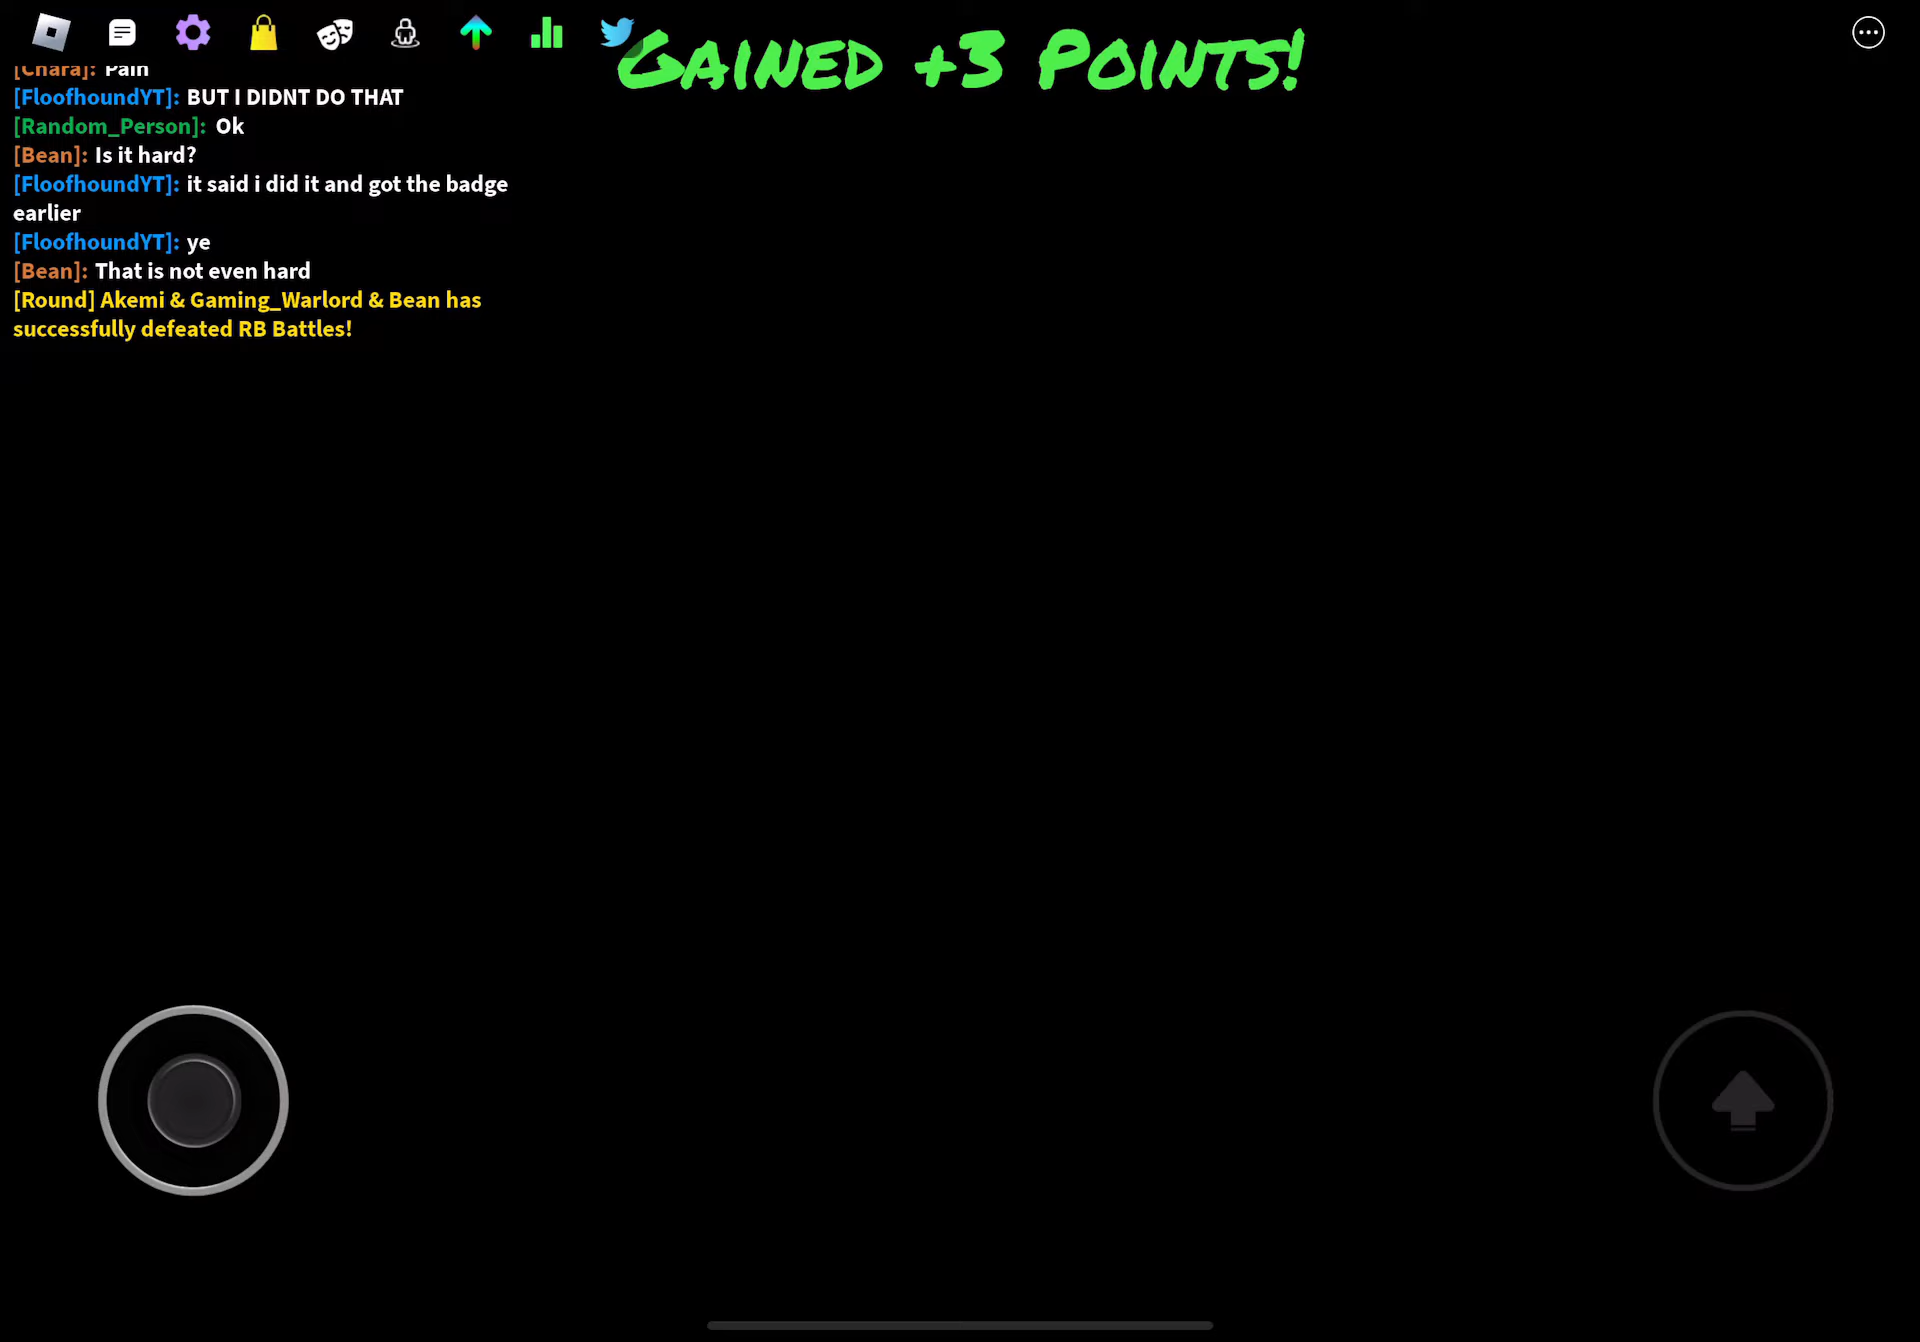 GAINED +3 POINTS!
[Chara]: Pain
[FloofhoundYT]: BUT I DIDNT DO THAT
[Random_Person]: Ok
[Bean]: Is it hard?
[FloofhoundYT]: it said i did it and got the badge
earlier
[FloofhoundYT]: ye
[Bean]: That is not even hard
[Round] Akemi & Gaming_Warlord & Bean has
successfully defeated RB Battles!